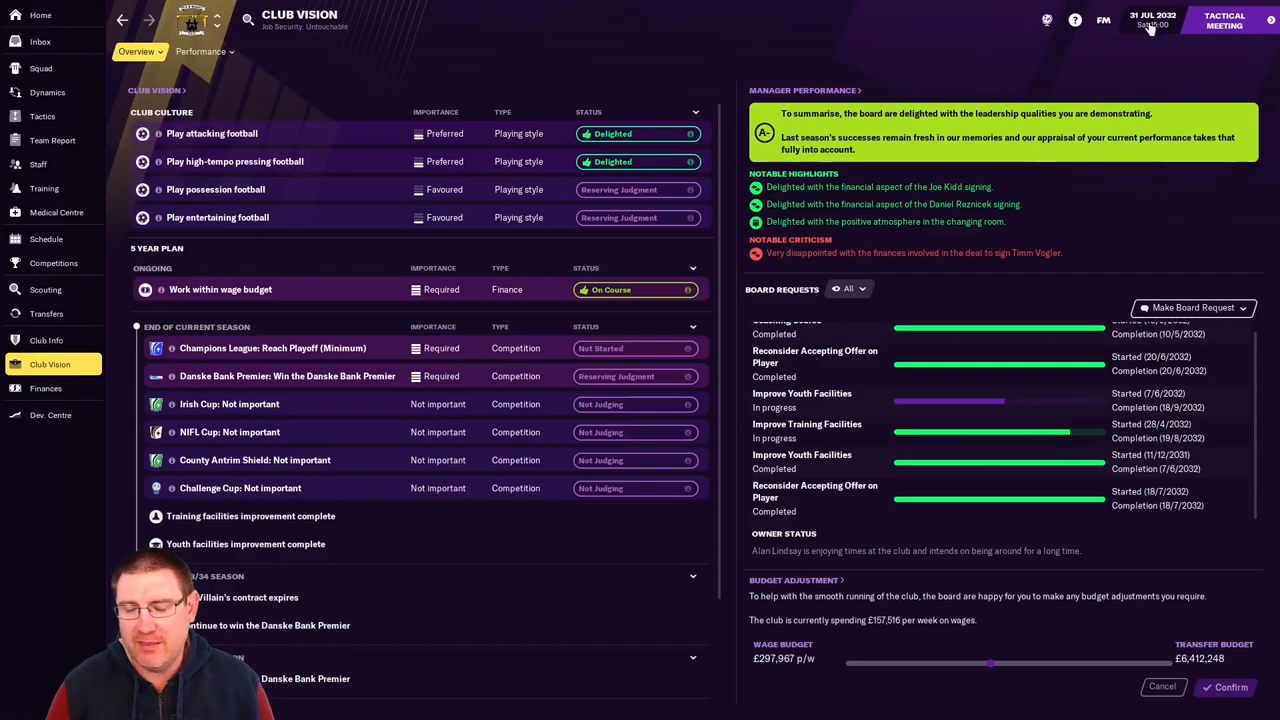 Home
Inbox
Squad
Dynamics
Tactics
Team Report
Staff
Training
Medical Centre
Schedule
Competitions
Scouting
Transfers
Club Info
Club Vision
Finances
Dev. Centre
CLUB VISION
Job Security: Untouchable
FM
31 JUL 2032
Sat 15:00
TACTICAL
MEETING
Overview
Performance
CLUB VISION
CLUB CULTURE IMPORTANCE TYPE STATUS
Play attacking football Preferred Playing style Delighted
Play high-tempo pressing football Preferred Playing style Delighted
Play possession football Favoured Playing style Reserving Judgment
Play entertaining football Favoured Playing style Reserving Judgment
5 YEAR PLAN
ONGOING IMPORTANCE TYPE STATUS
Work within wage budget Required Finance On Course
END OF CURRENT SEASON IMPORTANCE TYPE STATUS
Champions League: Reach Playoff (Minimum) Required Competition Not Started
Danske Bank Premier: Win the Danske Bank Premier Required Competition Reserving Judgment
Irish Cup: Not important Not important Competition Not Judging
NIFL Cup: Not important Not important Competition Not Judging
County Antrim Shield: Not important Not important Competition Not Judging
Challenge Cup: Not important Not important Competition Not Judging
Training facilities improvement complete
Youth facilities improvement complete
3/34 SEASON
Villain's contract expires
ontinue to win the Danske Bank Premier
Danske Bank Premier
MANAGER PERFORMANCE
A-
To summarise, the board are delighted with the leadership qualities you are demonstrating.
Last season's successes remain fresh in our memories and our appraisal of your current performance takes that
fully into account.
NOTABLE HIGHLIGHTS
Delighted with the financial aspect of the Joe Kidd signing.
Delighted with the financial aspect of the Daniel Reznicek signing.
Delighted with the positive atmosphere in the changing room.
NOTABLE CRITICISM
Very disappointed with the finances involved in the deal to sign Timm Vogler.
BOARD REQUESTS All
Make Board Request
Completed Completion (10/5/2032)
Reconsider Accepting Offer on
Player
Completed
Started (20/6/2032)
Completion (20/6/2032)
Improve Youth Facilities Started (7/6/2032)
In progress Completion (18/9/2032)
Improve Training Facilities Started (28/4/2032)
In progress Completion (19/8/2032)
Improve Youth Facilities Started (11/12/2031)
Completed Completion (7/6/2032)
Reconsider Accepting Offer on
Player
Completed
Started (18/7/2032)
Completion (18/7/2032)
OWNER STATUS
Alan Lindsay is enjoying times at the club and intends on being around for a long time.
BUDGET ADJUSTMENT
To help with the smooth running of the club, the board are happy for you to make any budget adjustments you require.
The club is currently spending £157,516 per week on wages.
WAGE BUDGET TRANSFER BUDGET
£297,967 p/w £6,412,248
Cancel Confirm